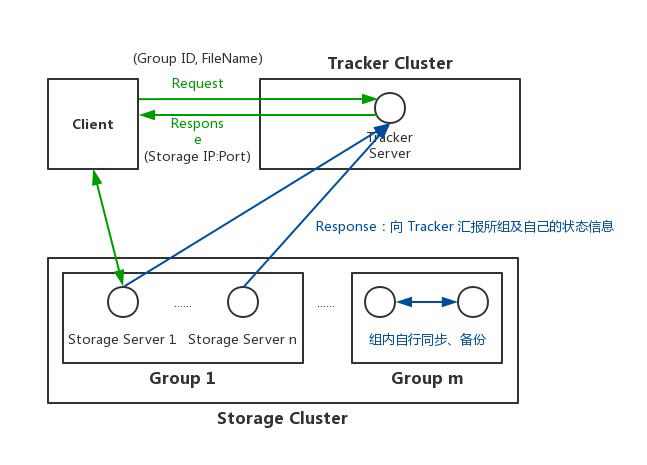 (Group ID, FileName)
Tracker Cluster
Request
Client
Respons
e
(Storage IP:Port)
Tracker
Server
Response：向 Tracker 汇报所组及自己的状态信息
......
......
Storage Server 1
Storage Server n
组内自行同步、备份
Group 1
Group m
Storage Cluster